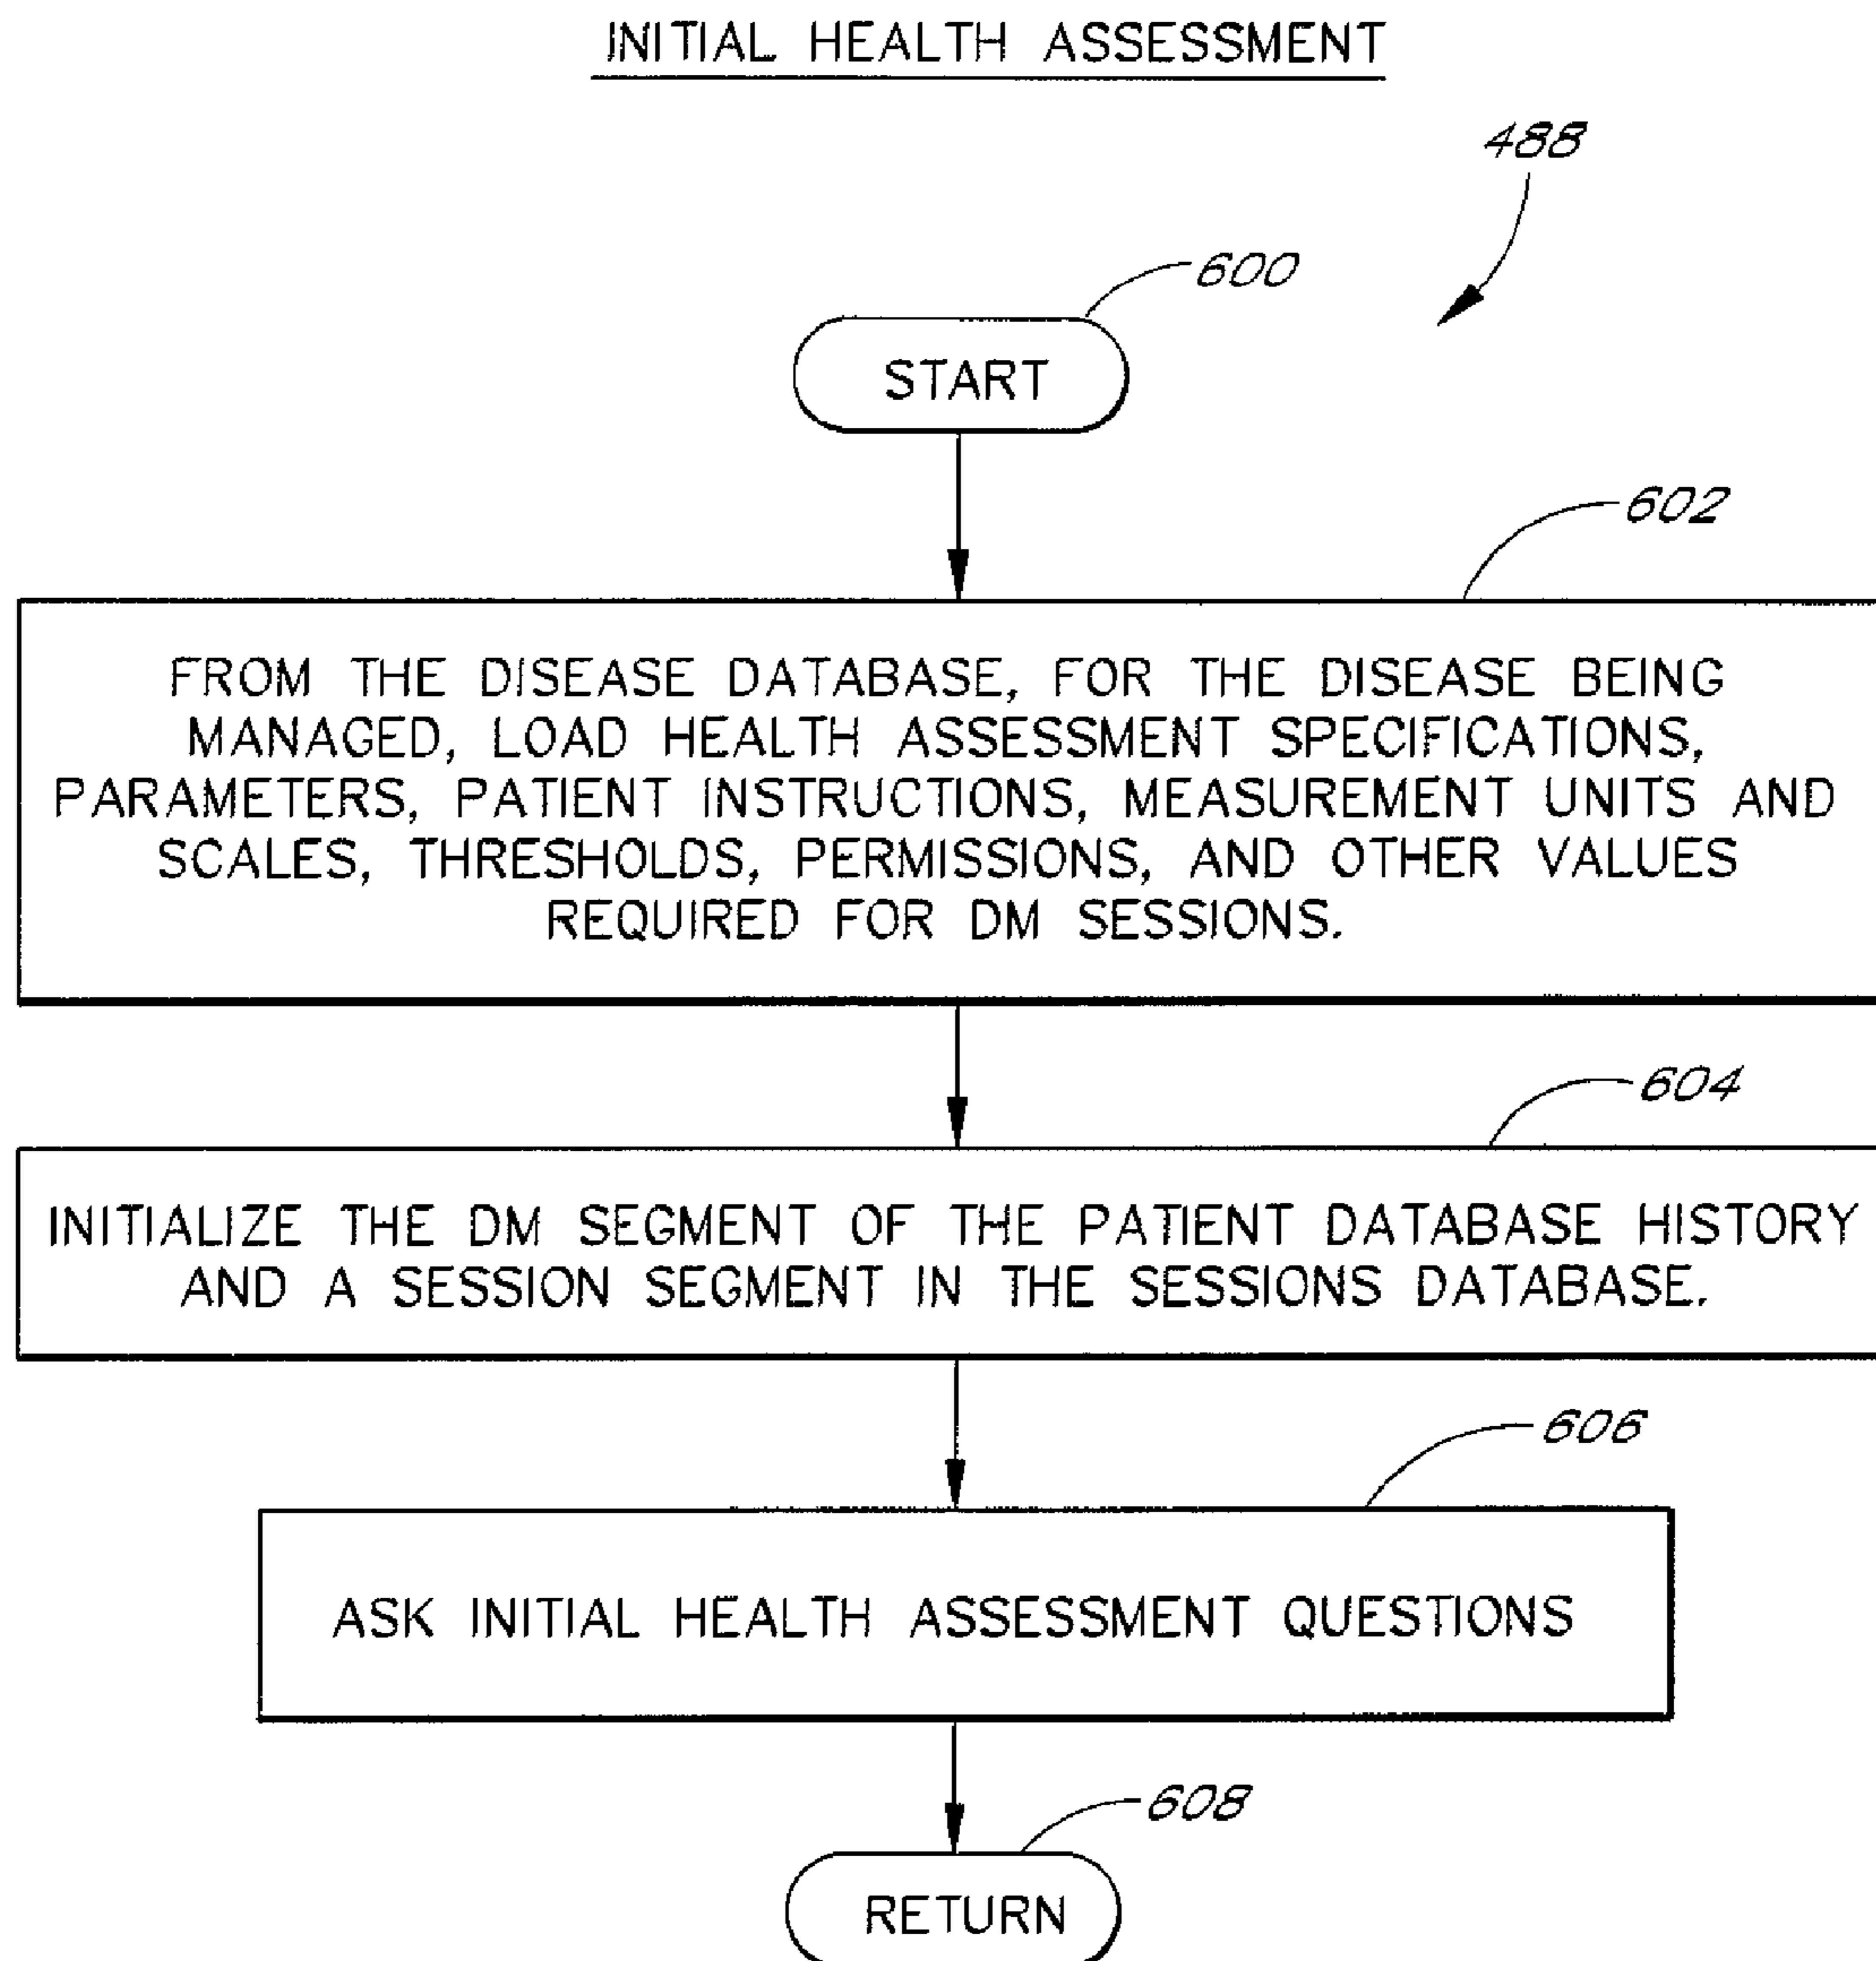 INITIAL HEALTH ASSESSMENT
488
600
START
602
FROM THE DISEASE DATABASE, FOR THE DISEASE BEING
MANAGED, LOAD HEALTH ASSESSMENT SPECIFICATIONS,
PARAMETERS, PATIENT INSTRUCTIONS, MEASUREMENT UNITS AND
SCALES, THRESHOLDS, PERMISSIONS, AND OTHER VALUES
REQUIRED FOR DM SESSIONS.
604
INITIALIZE THE DM SEGMENT OF THE PATIENT DATABASE HISTORY
AND A SESSION SEGMENT IN THE SESSIONS DATABASE.
606
ASK INITIAL HEALTH ASSESSMENT QUESTIONS
608
RETURN